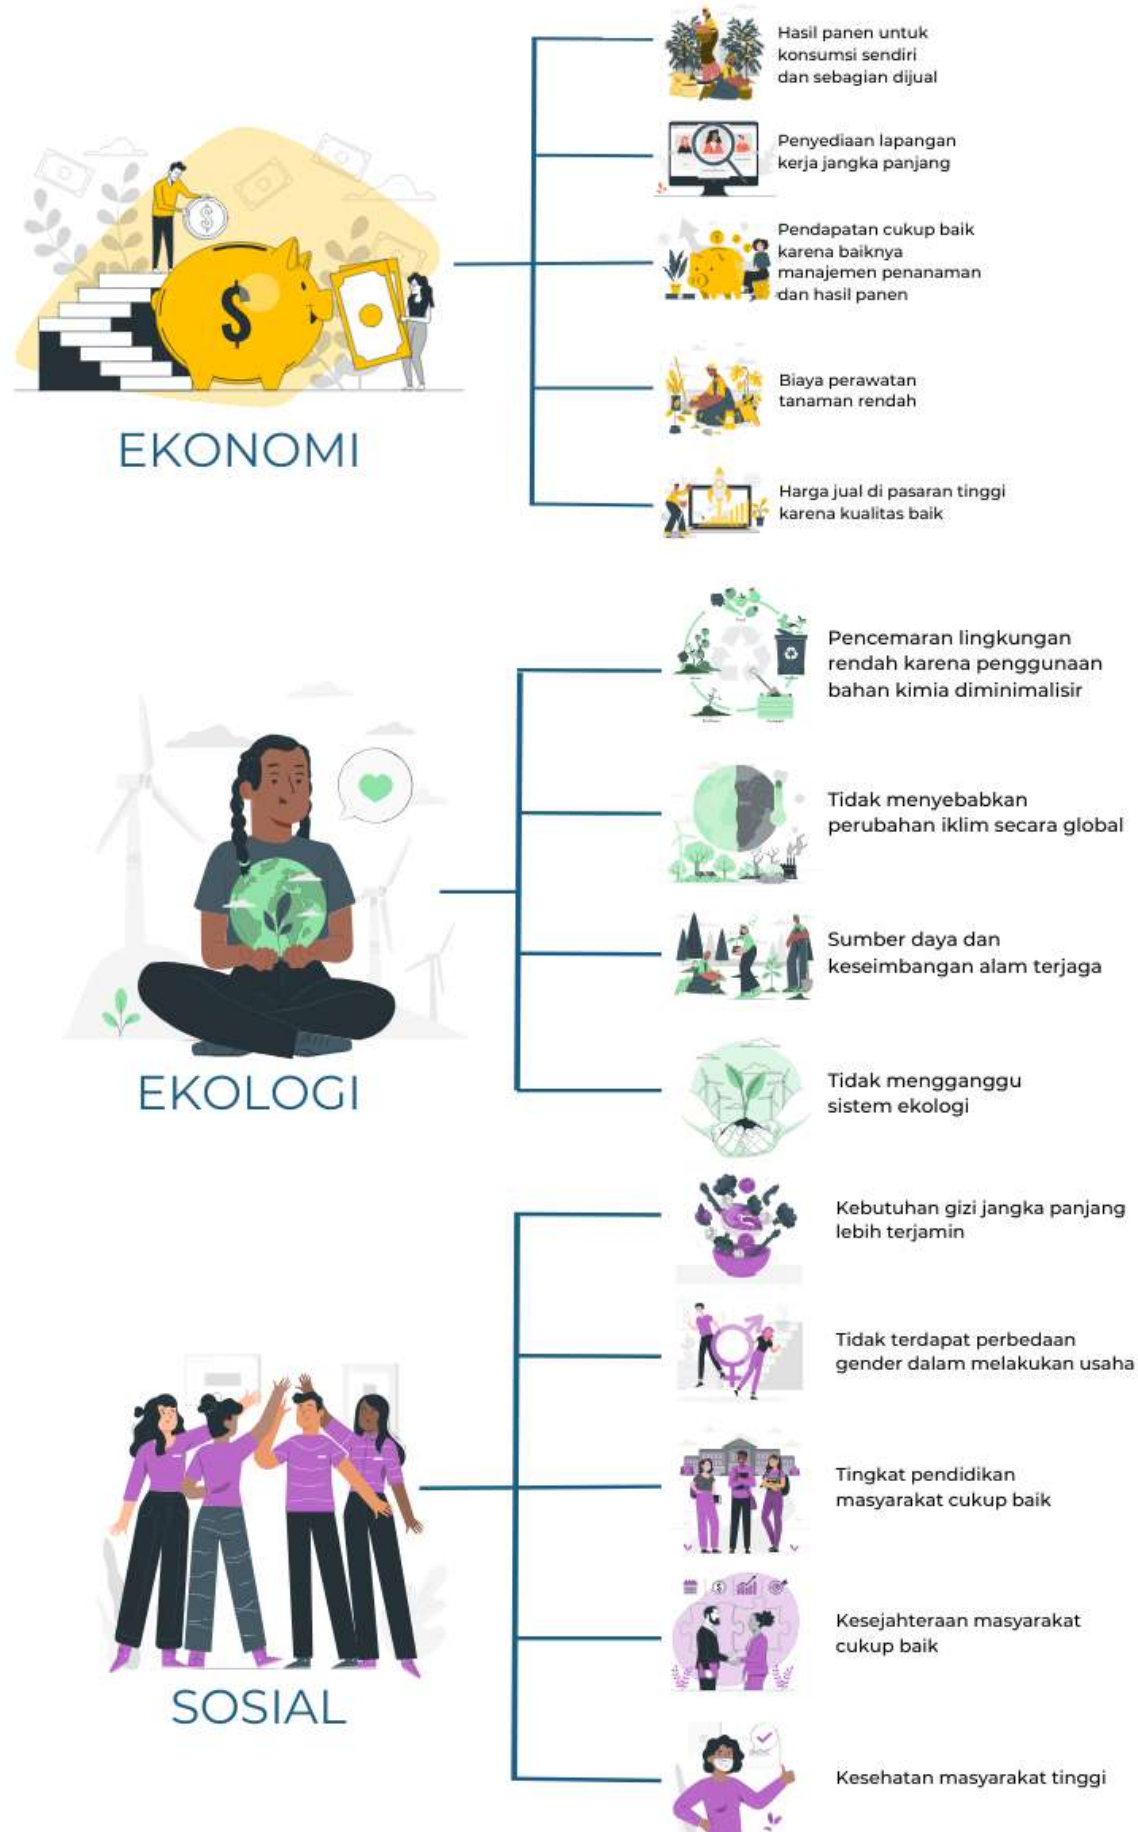 Hasil panen untuk
konsumsi sendiri
dan sebagian dijual
Penyediaan lapangan
kerja jangka panjang
Pendapatan cukup baik
karena baiknya
manajemen penanaman
dan hasil panen
Biaya perawatan
tanaman rendah
Harga jual di pasaran tinggi
karena kualitas baik
$
$
EKONOMI
Pencemaran lingkungan
rendah karena penggunaan
bahan kimia diminimalisir
Tidak menyebabkan
perubahan iklim secara global
Sumber daya dan
keseimbangan alam terjaga
Tidak mengganggu
sistem ekologi
EKOLOGI
Kebutuhan gizi jangka panjang
lebih terjamin
Tidak terdapat perbedaan
gender dalam melakukan usaha
Tingkat pendidikan
masyarakat cukup baik
Kesejahteraan masyarakat
cukup baik
Kesehatan masyarakat tinggi
SOSIAL